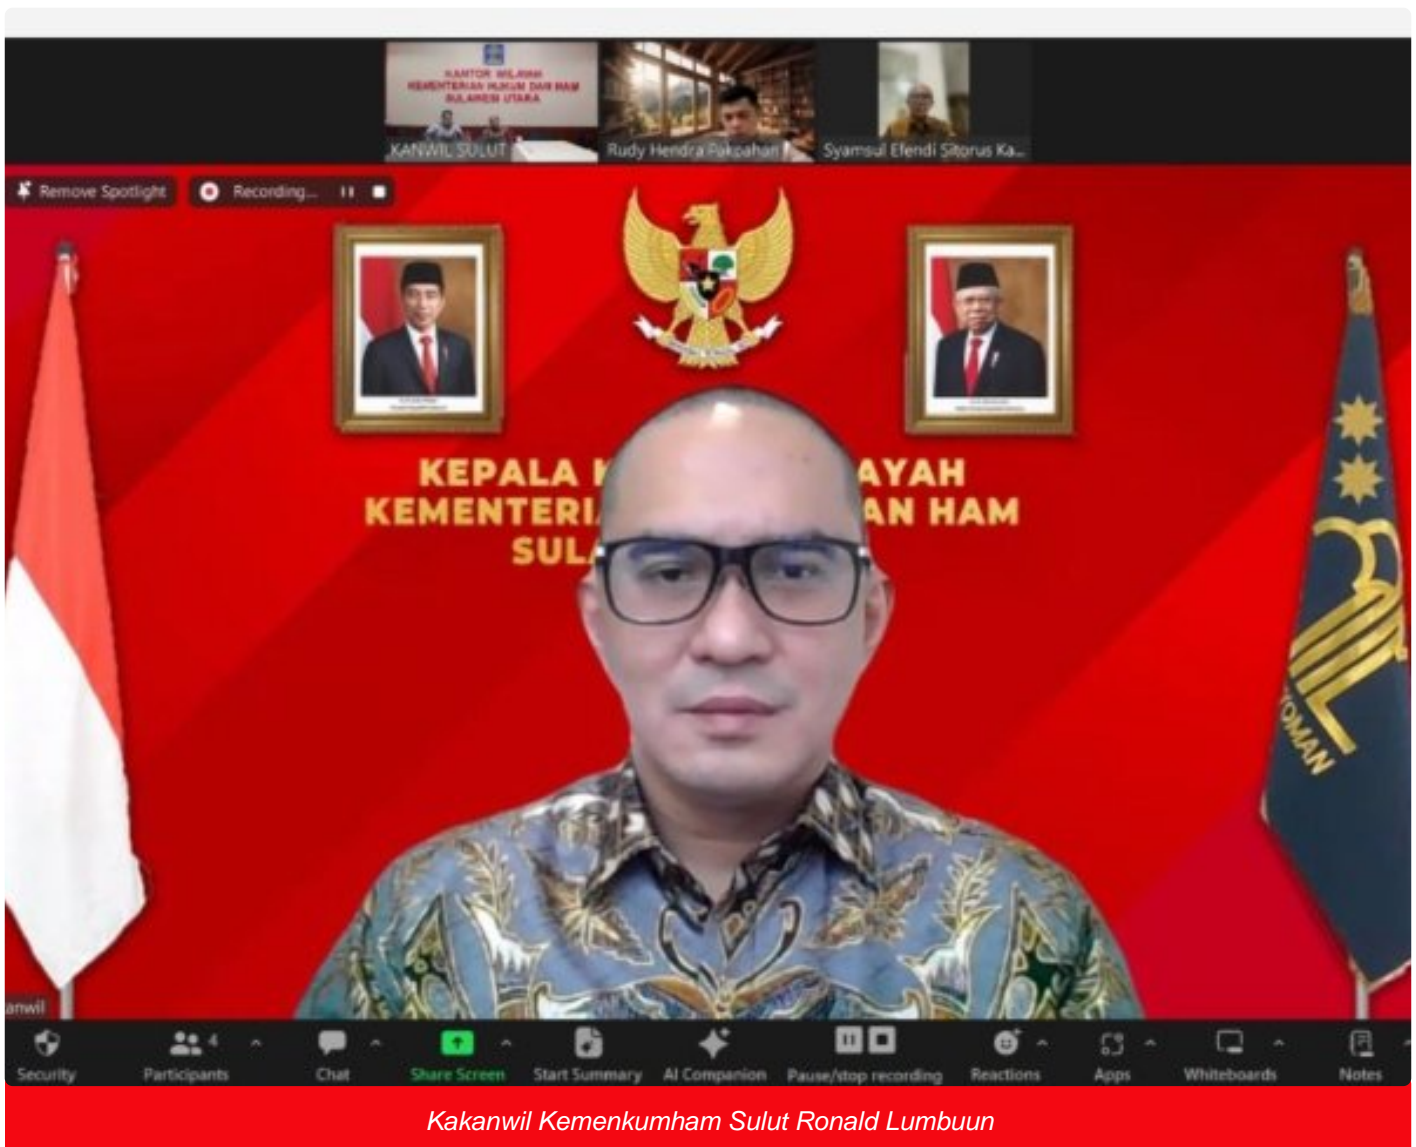 KANTOR WILAYAH
KEMENTERIAN HUKUM DAN HAM
SULAWESI UTARA
KANWIL SULUT
Rudy Hendra Pakpahan
Syamsul Efendi Sitorus Ka...
Remove Spotlight
Recording...
KEPALA K AYAH
KEMENTERI AN HAM
SUL
YOMAN
anwil
4
Security
Participants
Chat
Share Screen
Start Summary
AI Companion
Pause/stop recording
Reactions
Apps
Whiteboards
Notes
Kakanwil Kemenkumham Sulut Ronald Lumbuun